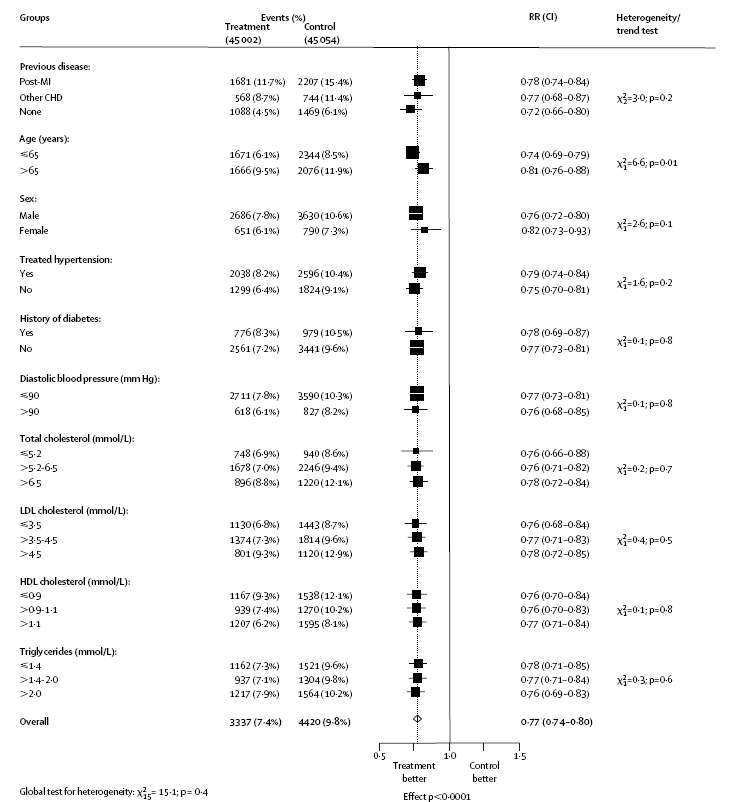 Groups Events (%) RR (CI) Heterogeneity/
Treatment Control trend test
(45 002) (45 054)
Previous disease:
Post-MI 1681 (11·7%) 2207 (15·4%) 0·78 (0·74–0·84)
Other CHD 568 (8·7%) 744 (11·4%) 0·77 (0·68–0·87) χ²₂=3·0; p=0·2
None 1088 (4·5%) 1469 (6·1%) 0·72 (0·66–0·80)
Age (years):
≤65 1671 (6·1%) 2344 (8·5%) 0·74 (0·69–0·79)
χ²₁=6·6; p=0·01
>65 1666 (9·5%) 2076 (11·9%) 0·81 (0·76–0·88)
Sex:
Male 2686 (7·8%) 3630 (10·6%) 0·76 (0·72–0·80)
χ²₁=2·6; p=0·1
Female 651 (6·1%) 790 (7·3%) 0·82 (0·73–0·93)
Treated hypertension:
Yes 2038 (8·2%) 2596 (10·4%) 0·79 (0·74–0·84)
χ²₁=1·6; p=0·2
No 1299 (6·4%) 1824 (9·1%) 0·75 (0·70–0·81)
History of diabetes:
Yes 776 (8·3%) 979 (10·5%) 0·78 (0·69–0·87)
χ²₁=0·1; p=0·8
No 2561 (7·2%) 3441 (9·6%) 0·77 (0·73–0·81)
Diastolic blood pressure (mm Hg):
≤90 2711 (7·8%) 3590 (10·3%) 0·77 (0·73–0·81)
χ²₁=0·1; p=0·8
>90 618 (6·1%) 827 (8·2%) 0·76 (0·68–0·85)
Total cholesterol (mmol/L):
≤5·2 748 (6·9%) 940 (8·6%) 0·76 (0·66–0·88)
>5·2-6·5 1678 (7·0%) 2246 (9·4%) 0·76 (0·71–0·82) χ²₁=0·2; p=0·7
>6·5 896 (8·8%) 1220 (12·1%) 0·78 (0·72–0·84)
LDL cholesterol (mmol/L):
≤3·5 1130 (6·8%) 1443 (8·7%) 0·76 (0·68–0·84)
>3·5-4·5 1374 (7·3%) 1814 (9·6%) 0·77 (0·71–0·83) χ²₁=0·4; p=0·5
>4·5 801 (9·3%) 1120 (12·9%) 0·78 (0·72–0·85)
HDL cholesterol (mmol/L):
≤0·9 1167 (9·3%) 1538 (12·1%) 0·76 (0·70–0·84)
>0·9-1·1 939 (7·4%) 1270 (10·2%) 0·76 (0·70–0·83) χ²₁=0·1; p=0·8
>1·1 1207 (6·2%) 1595 (8·1%) 0·77 (0·71–0·84)
Triglycerides (mmol/L):
≤1·4 1162 (7·3%) 1521 (9·6%) 0·78 (0·71–0·85)
>1·4-2·0 937 (7·1%) 1304 (9·8%) 0·77 (0·71–0·84) χ²₁=0·3; p=0·6
>2·0 1217 (7·9%) 1564 (10·2%) 0·76 (0·69–0·83)
Overall 3337 (7·4%) 4420 (9·8%) 0·77 (0·74–0·80)
0·5 1·0 1·5
Treatment Control
better better
Global test for heterogeneity: χ²₁₅= 15·1; p= 0·4
Effect p<0·0001